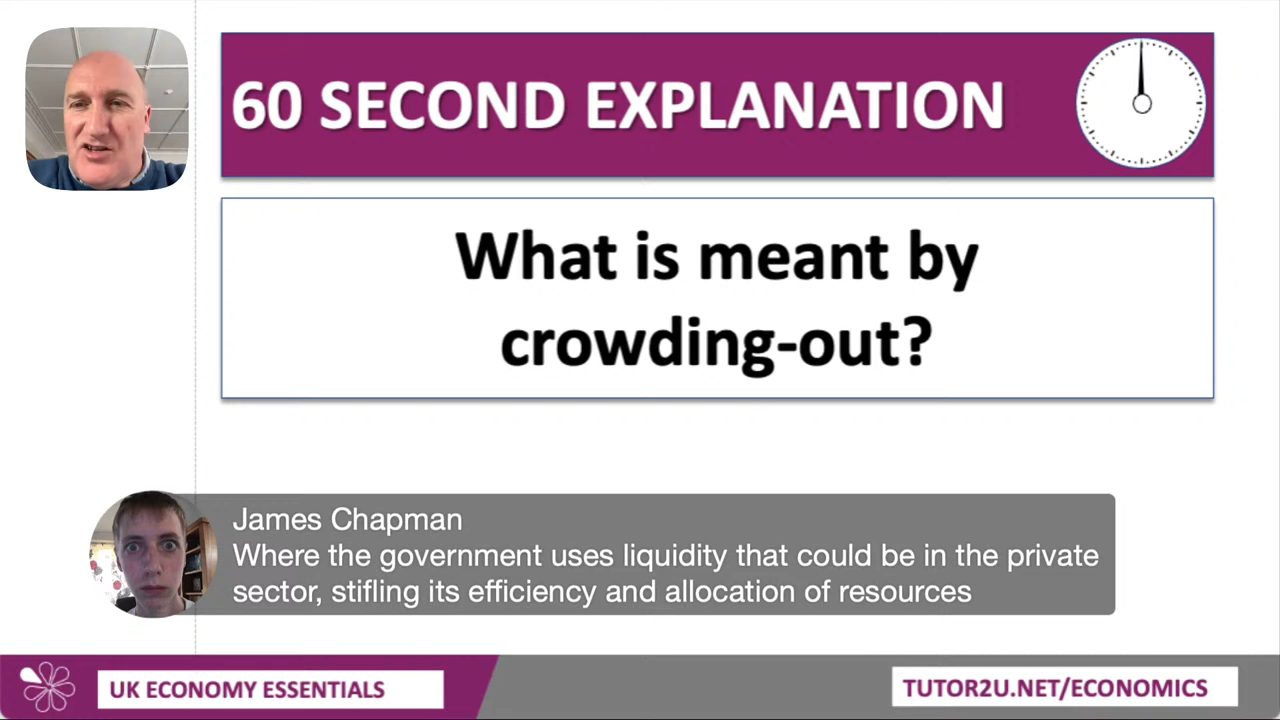 60 SECOND EXPLANATION
What is meant by
crowding-out?
James Chapman
Where the government uses liquidity that could be in the private
sector, stifling its efficiency and allocation of resources
UK ECONOMY ESSENTIALS
TUTOR2U.NET/ECONOMICS